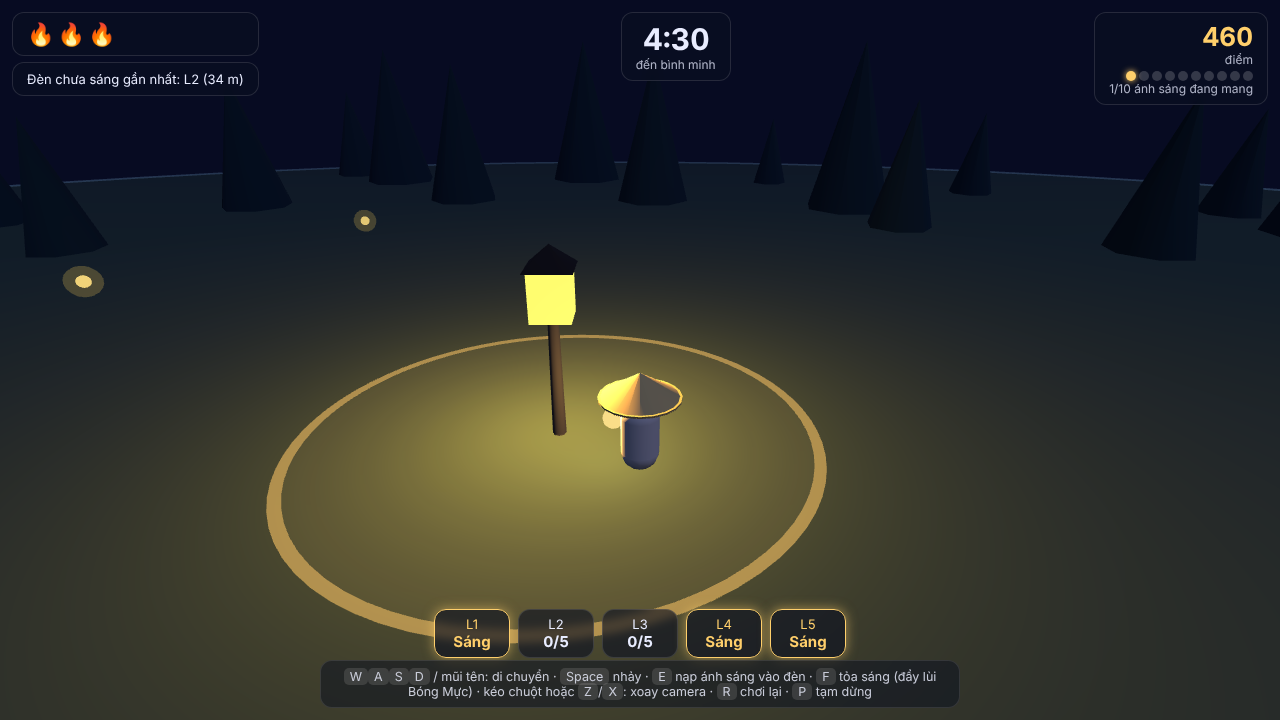 4:30
đến bình minh
460
điểm
1/10 ánh sáng đang mang
Đèn chưa sáng gần nhất: L2 (34 m)
L1
Sáng
L2
0/5
L3
0/5
L4
Sáng
L5
Sáng
W A S D / mũi tên: di chuyển · Space nhảy · E nạp ánh sáng vào đèn · F tỏa sáng (đẩy lùi
Bóng Mực) · kéo chuột hoặc Z / X : xoay camera · R chơi lại · P tạm dừng